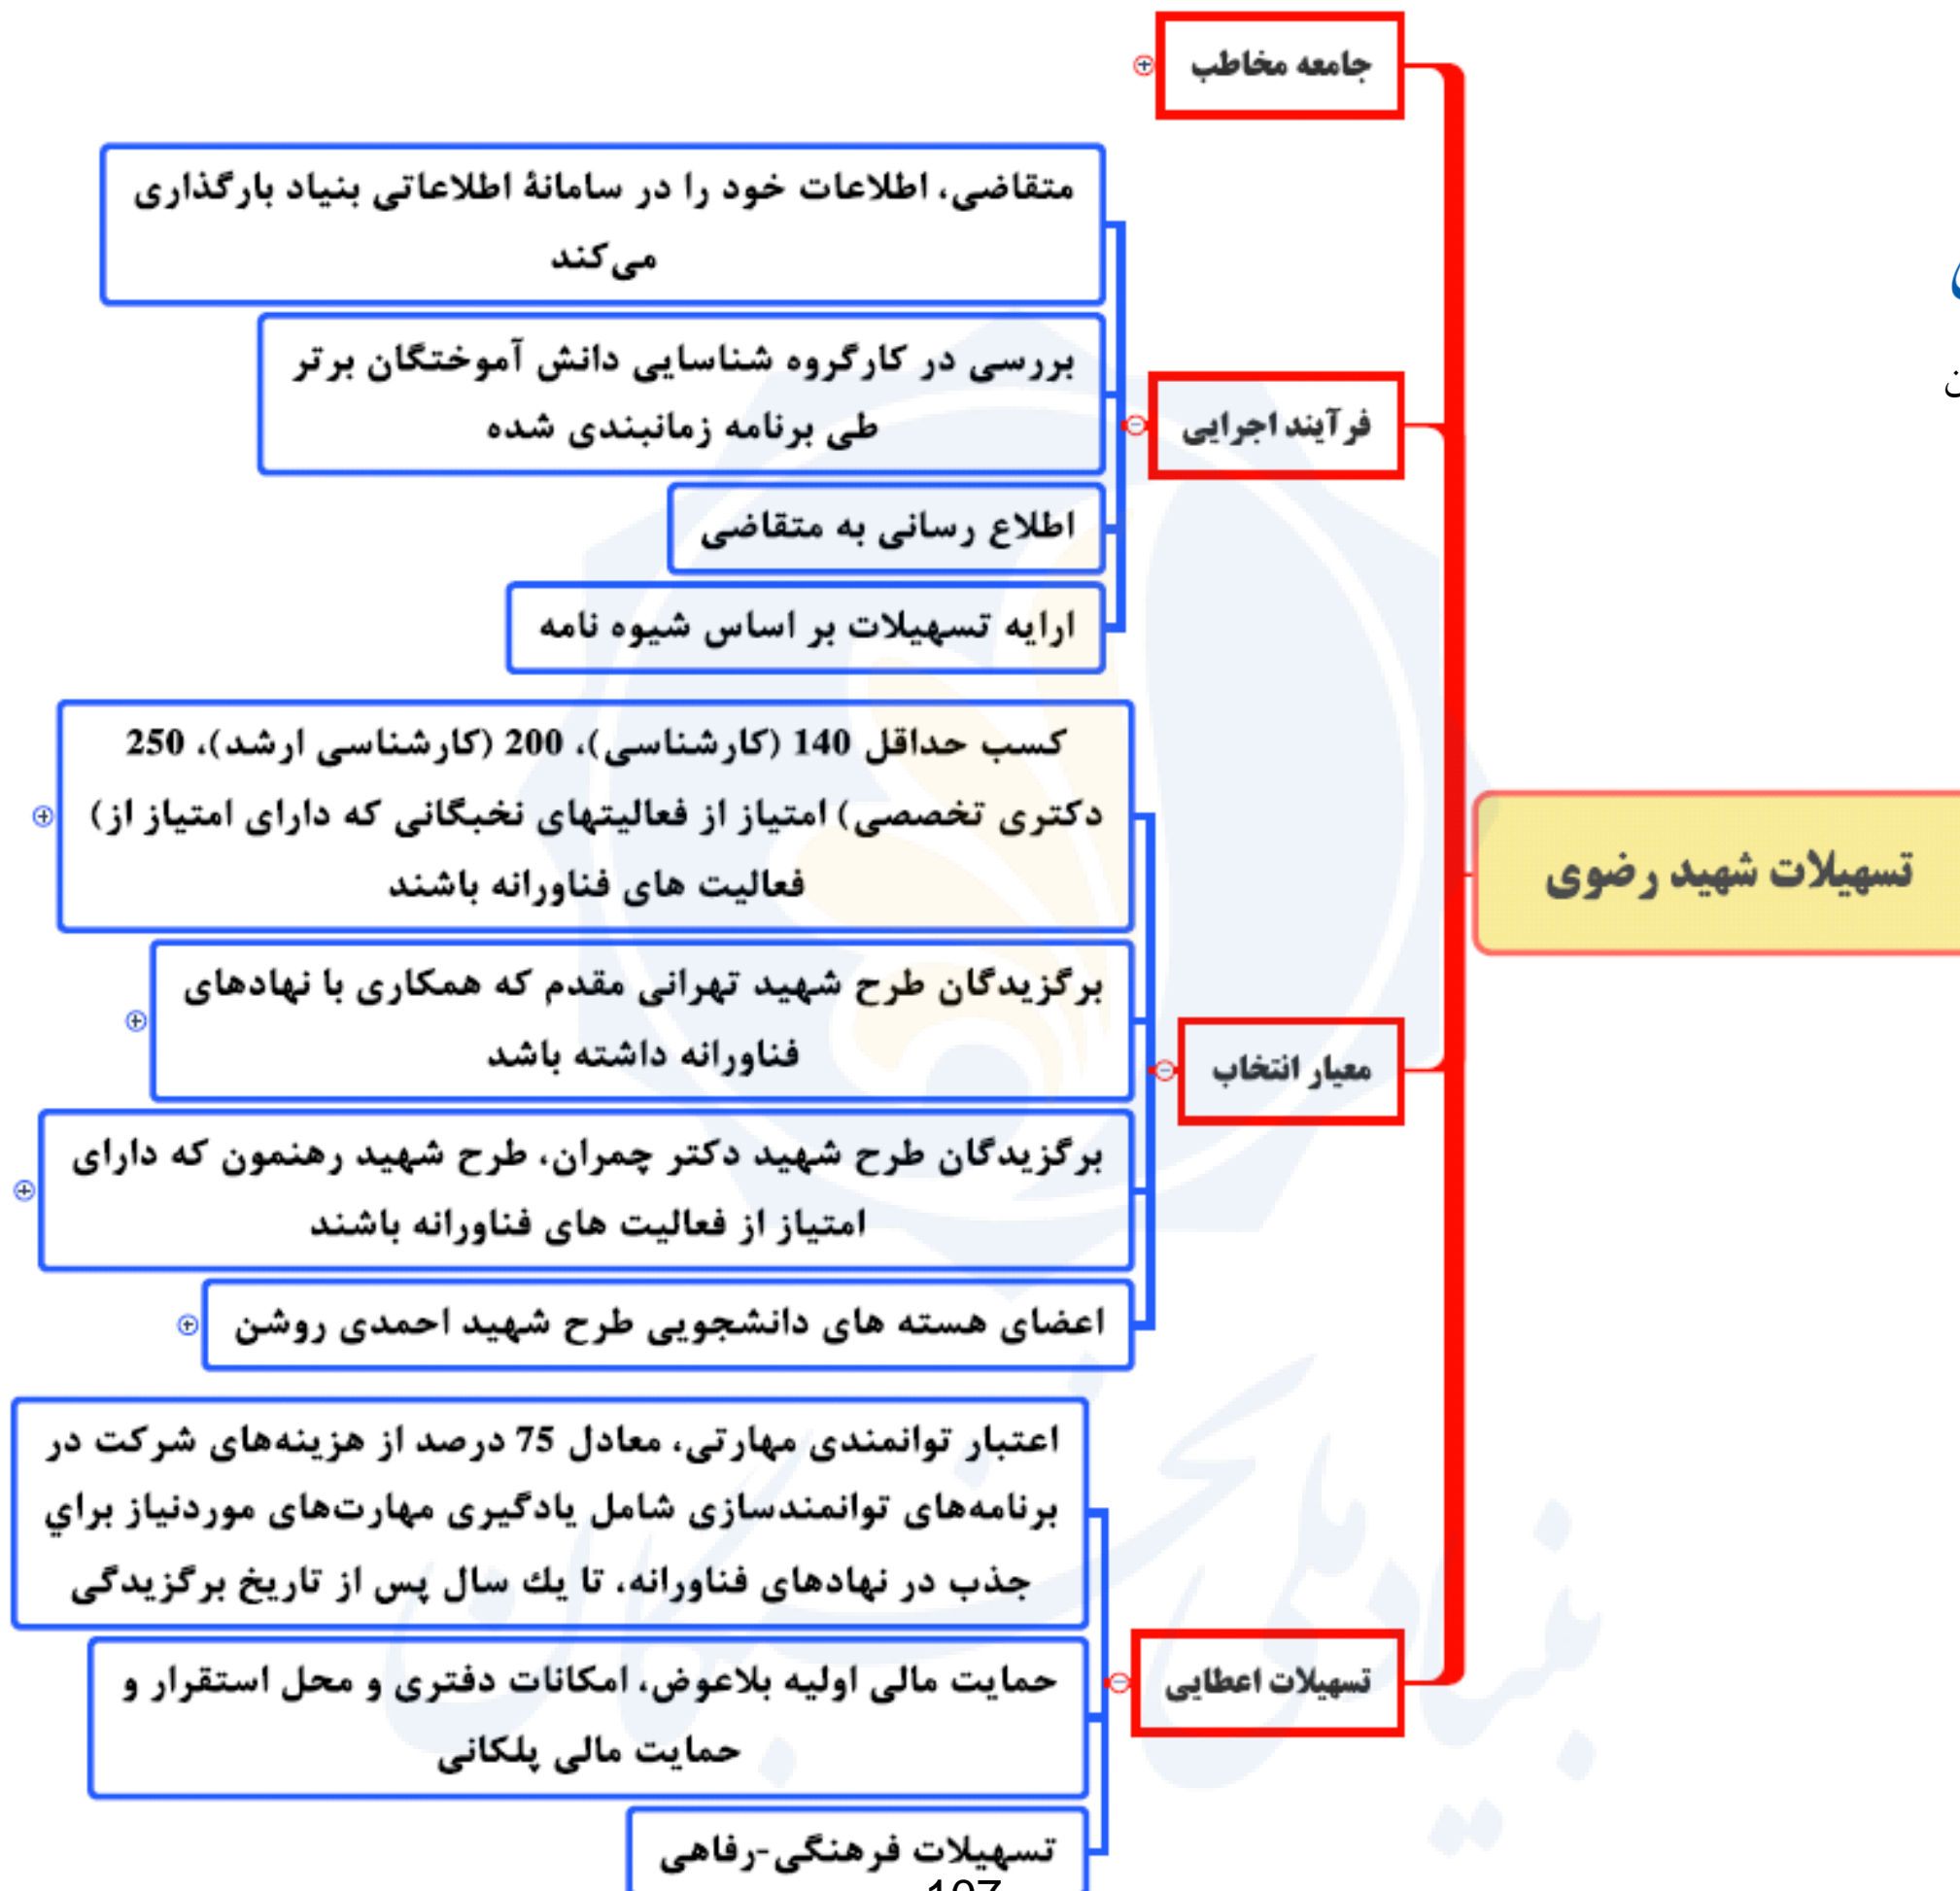 تسهیلات شهید رضوی
جامعه مخاطب
فرآیند اجرایی
متقاضی، اطلاعات خود را در سامانهٔ اطلاعاتی بنیاد بارگذاری
می‌کند
بررسی در کارگروه شناسایی دانش آموختگان برتر
طی برنامه زمانبندی شده
اطلاع رسانی به متقاضی
ارایه تسهیلات بر اساس شیوه نامه
معیار انتخاب
کسب حداقل 140 (کارشناسی)، 200 (کارشناسی ارشد)، 250
دکتری تخصصی) امتیاز از فعالیتهای نخبگانی که دارای امتیاز از)
فعالیت های فناورانه باشند
برگزیدگان طرح شهید تهرانی مقدم که همکاری با نهادهای
فناورانه داشته باشد
برگزیدگان طرح شهید دکتر چمران، طرح شهید رهنمون که دارای
امتیاز از فعالیت های فناورانه باشند
اعضای هسته های دانشجویی طرح شهید احمدی روشن
تسهیلات اعطایی
اعتبار توانمندی مهارتی، معادل 75 درصد از هزینه‌های شرکت در
برنامه‌های توانمندسازی شامل یادگیری مهارت‌های موردنیاز براي
جذب در نهادهای فناورانه، تا يك سال پس از تاریخ برگزیدگی
حمایت مالی اولیه بلاعوض، امکانات دفتری و محل استقرار و
حمایت مالی پلکانی
تسهیلات فرهنگی-رفاهی
بنیاد ملی نخبگان